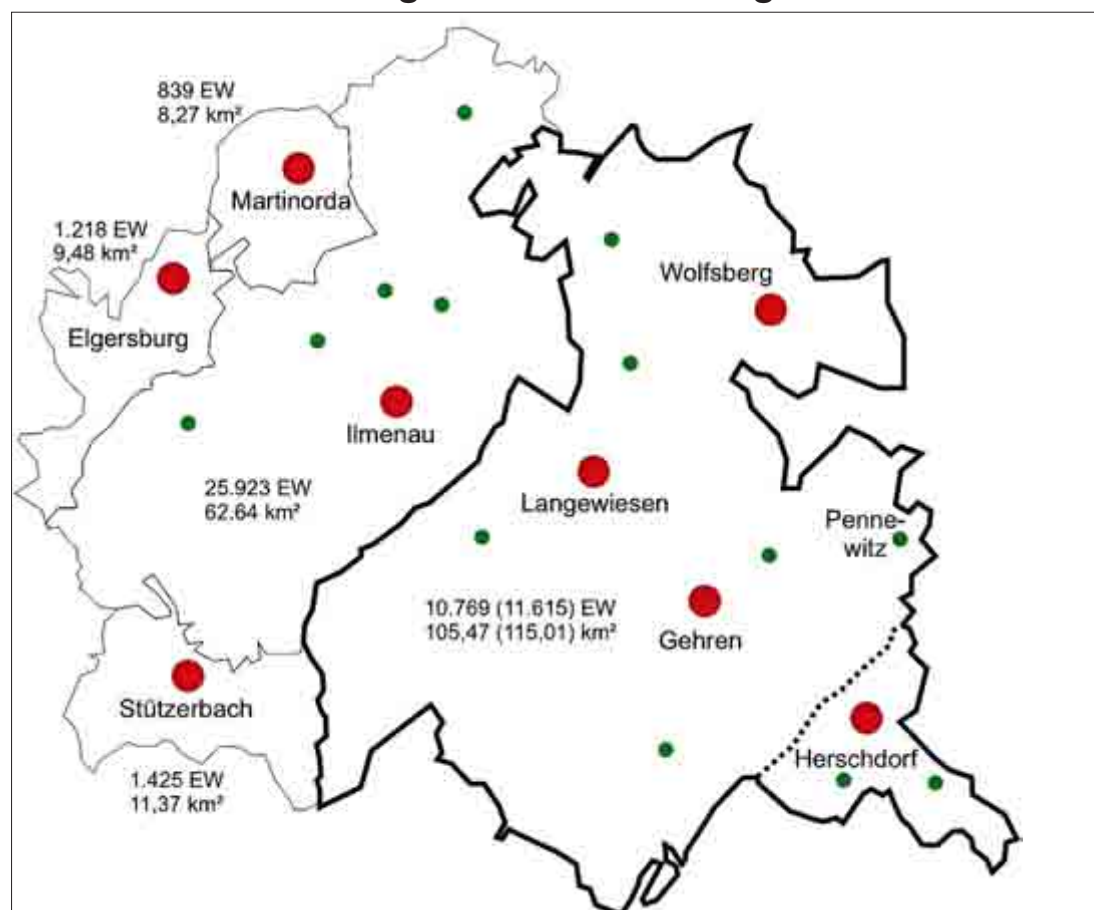 839 EW
8,27 km²
Martinorda
1.218 EW
9,48 km²
Elgersburg
Wolfsberg
Ilmenau
25.923 EW
62.64 km²
Langewiesen
Penne-
witz
10.769 (11.615) EW
105,47 (115,01) km²
Gehren
Stützerbach
Herschdorf
1.425 EW
11,37 km²